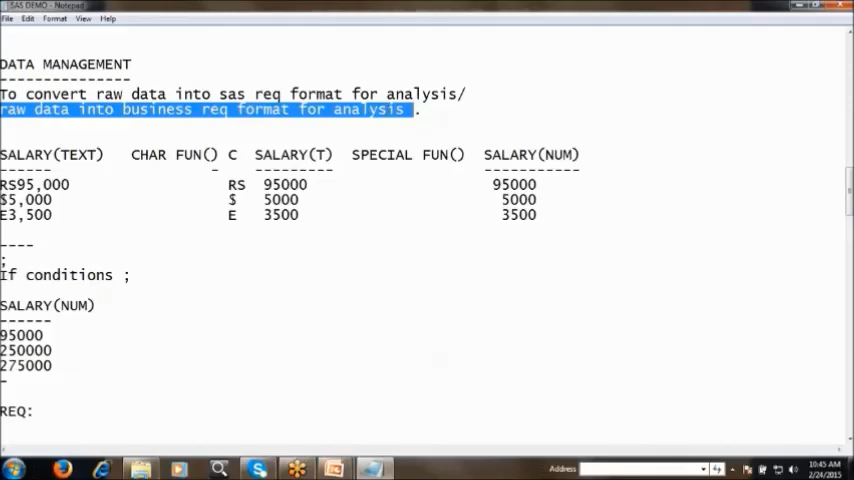 SAS DEMO - Notepad
File Edit Format View Help
DATA MANAGEMENT
---------------
To convert raw data into sas req format for analysis/
raw data into business req format for analysis .
SALARY(TEXT) CHAR FUN() C SALARY(T) SPECIAL FUN() SALARY(NUM)
------ - --------- -----------
RS95,000 RS 95000 95000
$5,000 $ 5000 5000
E3,500 E 3500 3500
----
;
If conditions ;
SALARY(NUM)
------
95000
250000
275000
-
REQ:
Address
10:45 AM
2/24/2015